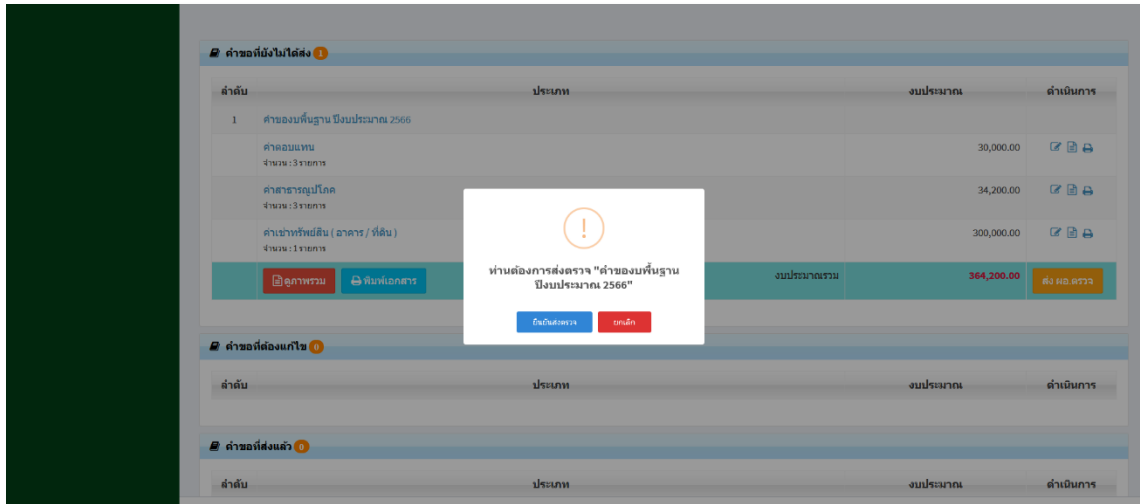 คำขอที่ยังไม่ได้ส่ง 1
ลำดับ ประเภท งบประมาณ ดำเนินการ
1 คำของบพื้นฐาน ปีงบประมาณ 2566
ค่าตอบแทน 30,000.00
จำนวน : 3 รายการ
ค่าสาธารณูปโภค 34,200.00
จำนวน : 3 รายการ
ค่าเช่าทรัพย์สิน ( อาคาร / ที่ดิน ) 300,000.00
จำนวน : 1 รายการ
ดูภาพรวม พิมพ์เอกสาร งบประมาณรวม 364,200.00 ส่ง ผอ.ตรวจ
ท่านต้องการส่งตรวจ "คำของบพื้นฐาน
ปีงบประมาณ 2566"
ยืนยันส่งตรวจ ยกเลิก
คำขอที่ต้องแก้ไข 0
ลำดับ ประเภท งบประมาณ ดำเนินการ
คำขอที่ส่งแล้ว 0
ลำดับ ประเภท งบประมาณ ดำเนินการ